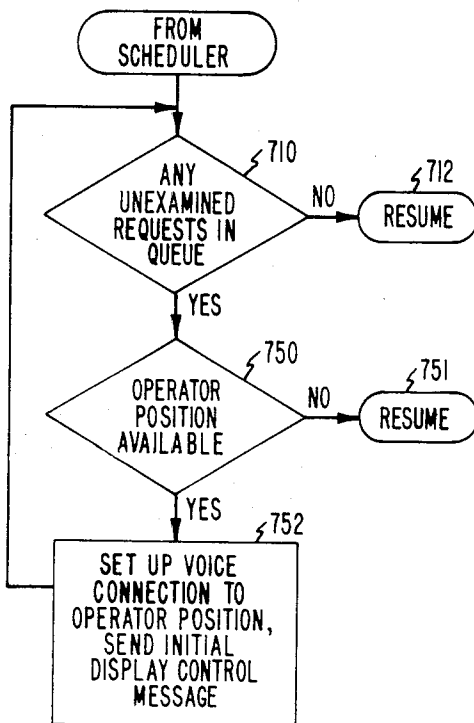 FROM
SCHEDULER
710
ANY
UNEXAMINED
REQUESTS IN
QUEUE
NO
712
RESUME
YES
750
OPERATOR
POSITION
AVAILABLE
NO
751
RESUME
YES
752
SET UP VOICE
CONNECTION TO
OPERATOR POSITION,
SEND INITIAL
DISPLAY CONTROL
MESSAGE